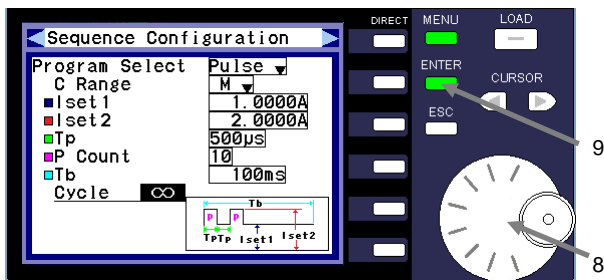 DIRECT MENU LOAD
Sequence Configuration
Program Select Pulse
C Range M
Iset1 1.0000A
Iset2 2.0000A
Tp 500µs
P Count 10
Tb 100ms
Cycle ∞
Tb
P P
TPTP Iset1 Iset2
ENTER
CURSOR
ESC
9
8